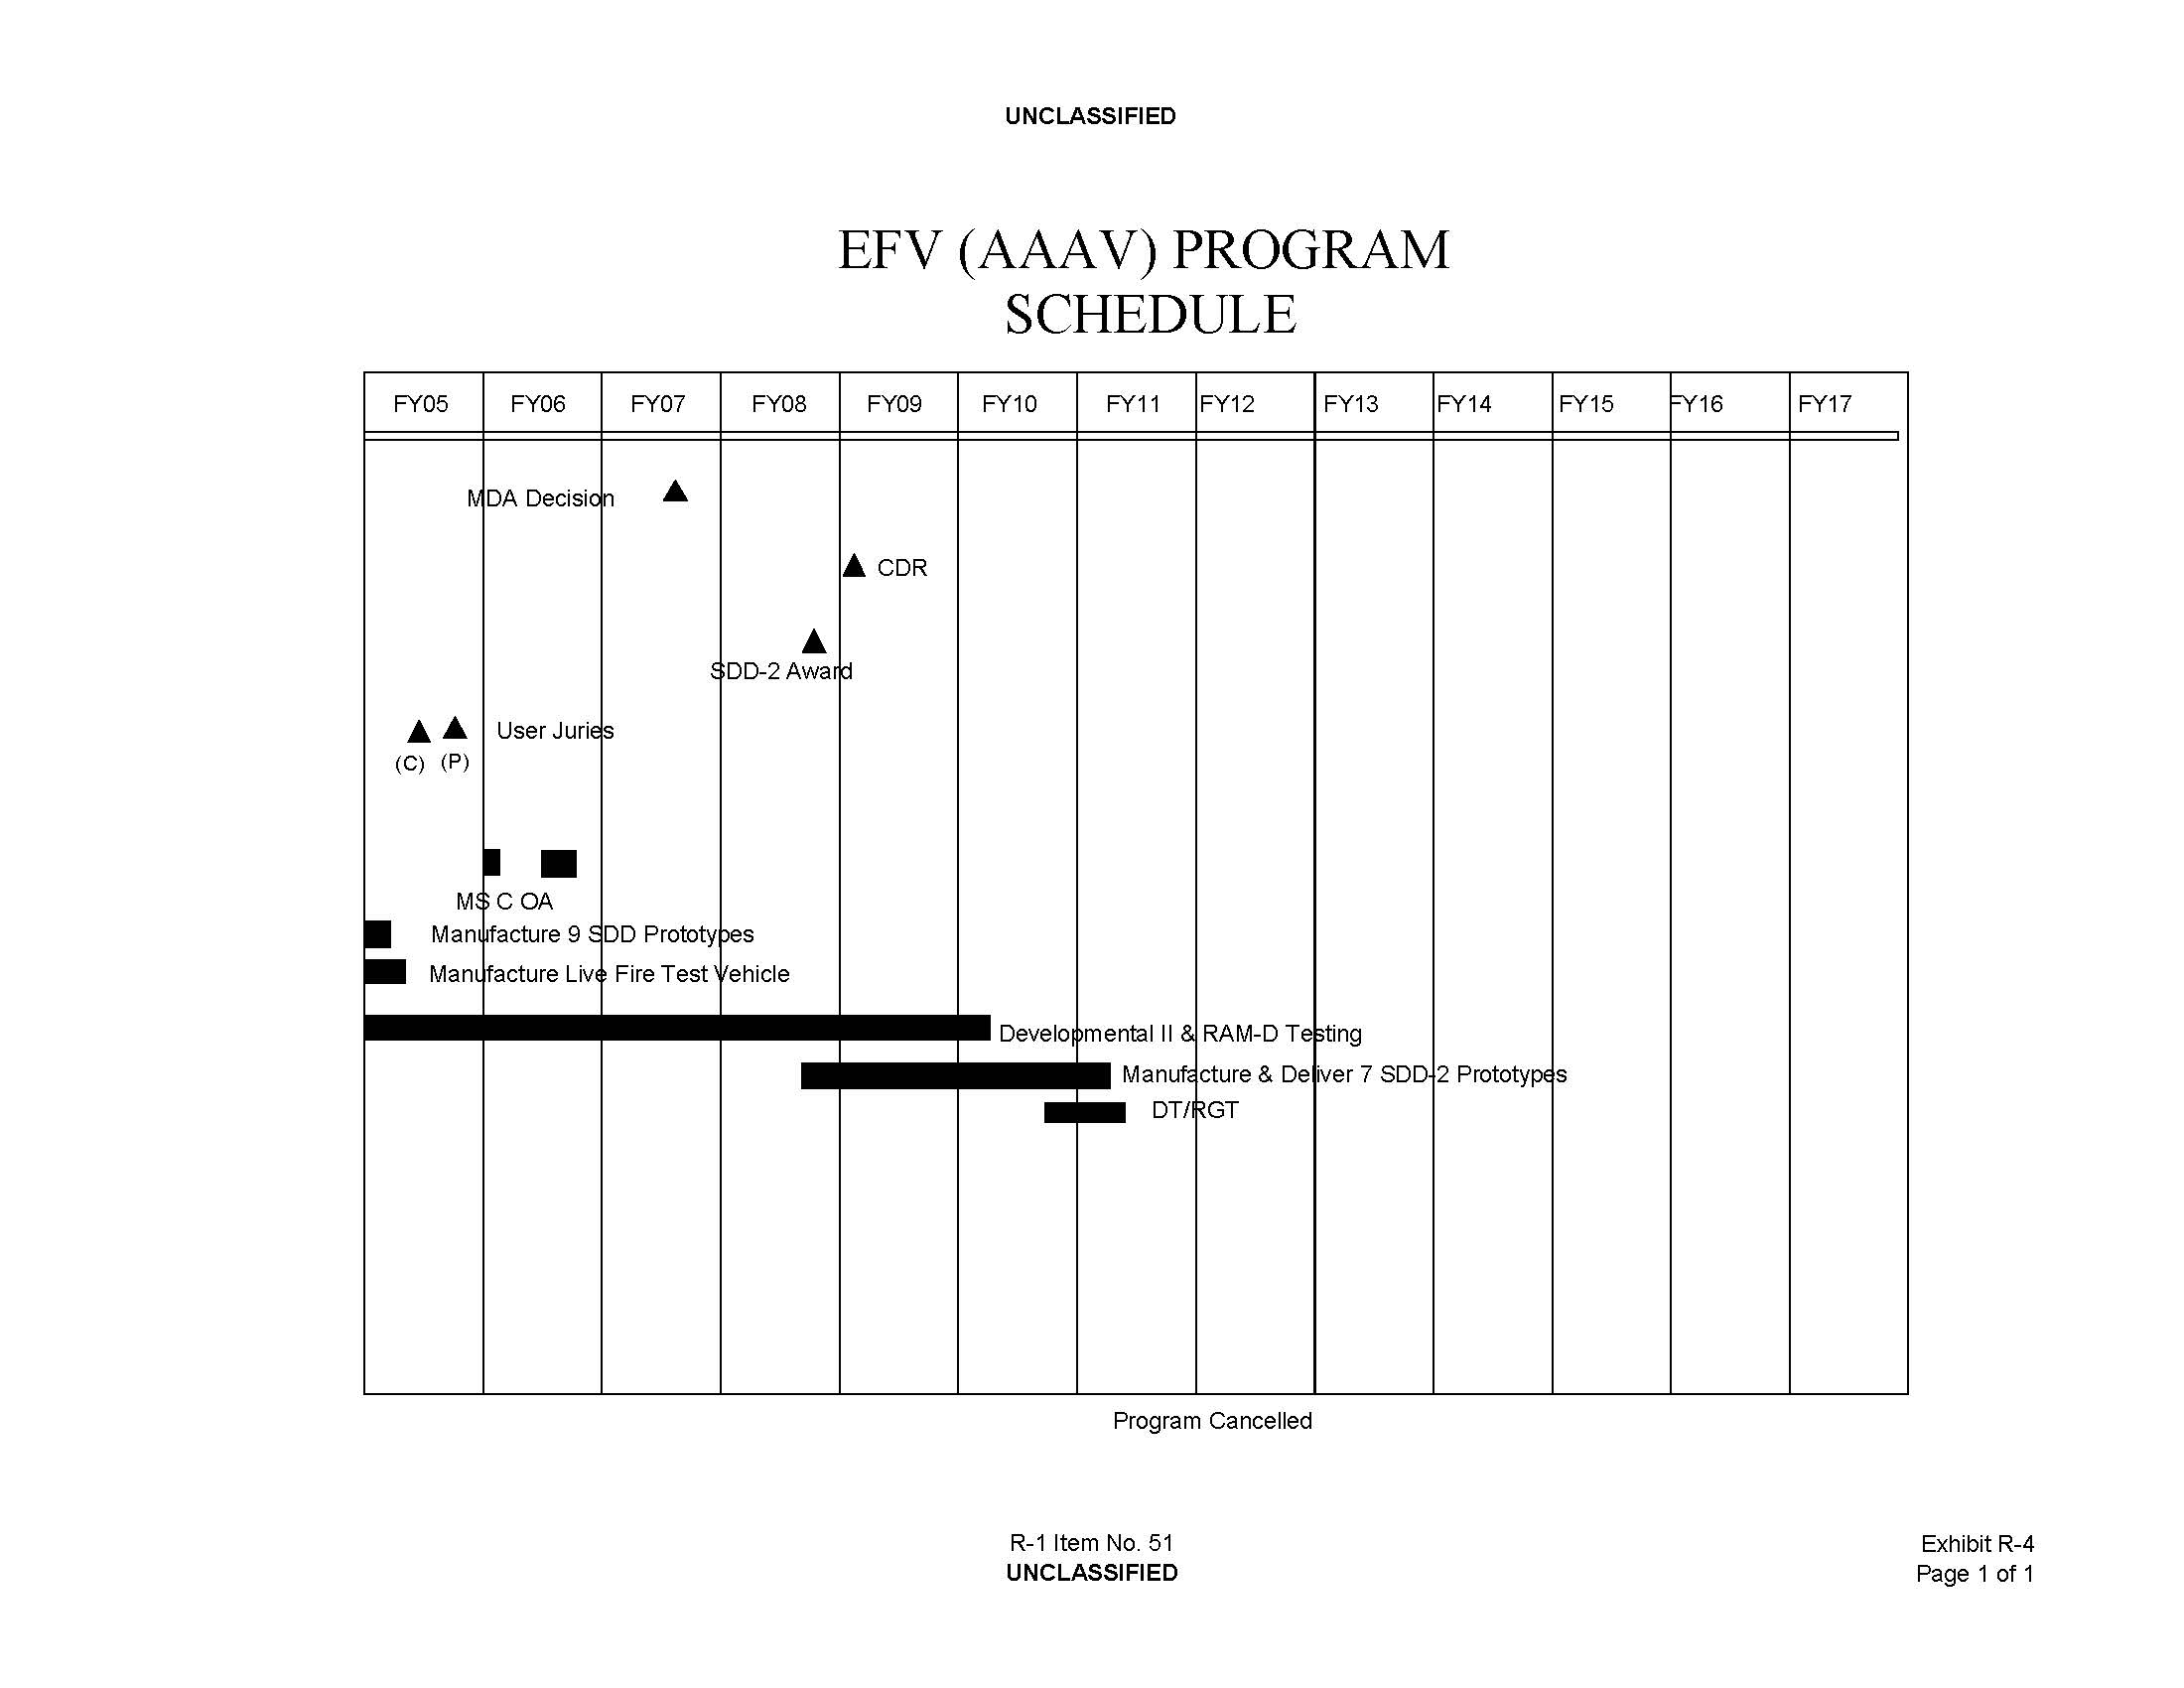 UNCLASSIFIED
EFV (AAAV) PROGRAM
SCHEDULE
FY05 FY06 FY07 FY08 FY09 FY10 FY11 FY12 FY13 FY14 FY15 FY16 FY17
MDA Decision
CDR
SDD-2 Award
User Juries
(C) (P)
MS C OA
Manufacture 9 SDD Prototypes
Manufacture Live Fire Test Vehicle
Developmental II & RAM-D Testing
Manufacture & Deliver 7 SDD-2 Prototypes
DT/RGT
Program Cancelled
R-1 Item No. 51
UNCLASSIFIED
Exhibit R-4
Page 1 of 1